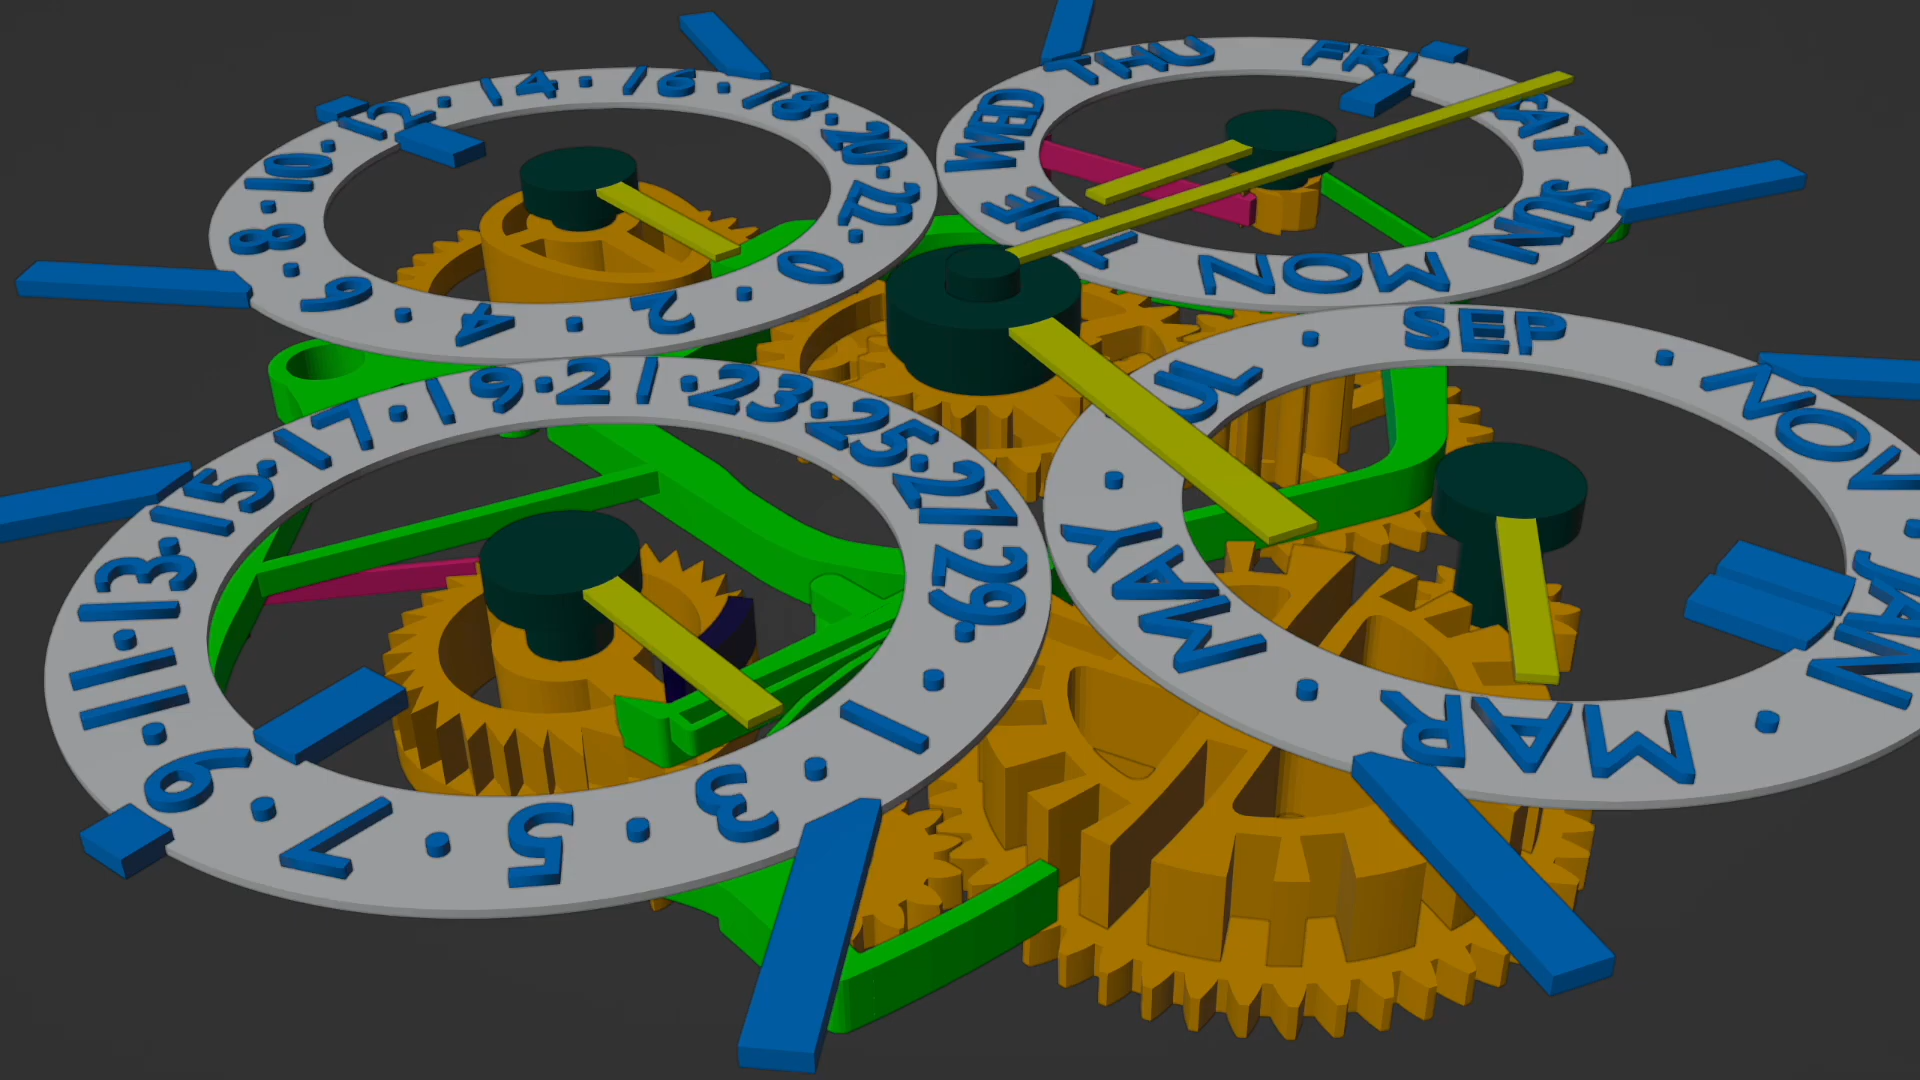 0 · 2 · 4 · 6 · 8 · 10 · 12 · 14 · 16 · 18 · 20 · 22 ·
MON TUE WED THU FRI SAT SUN
1 · 3 · 5 · 7 · 9 · 11 · 13 · 15 · 17 · 19 · 21 · 23 · 25 · 27 · 29 ·
JAN · MAR · MAY · JUL · SEP · NOV ·